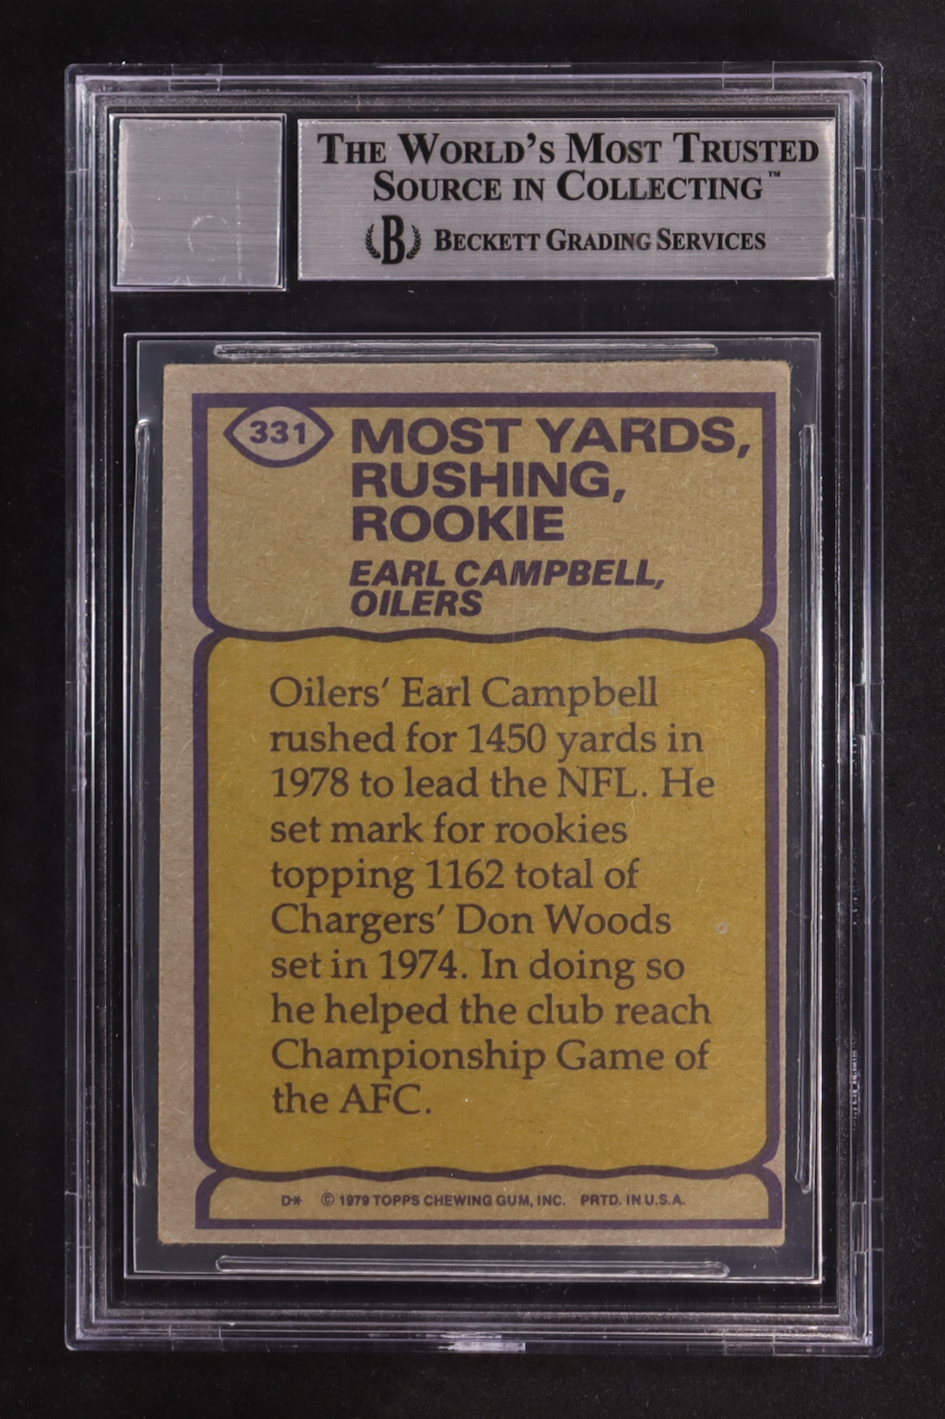 THE WORLD'S MOST TRUSTED
SOURCE IN COLLECTING™
B BECKETT GRADING SERVICES
331
MOST YARDS,
RUSHING,
ROOKIE
EARL CAMPBELL,
OILERS
Oilers' Earl Campbell
rushed for 1450 yards in
1978 to lead the NFL. He
set mark for rookies
topping 1162 total of
Chargers' Don Woods
set in 1974. In doing so
he helped the club reach
Championship Game of
the AFC.
D* © 1979 TOPPS CHEWING GUM, INC. PRTD. IN U.S.A.